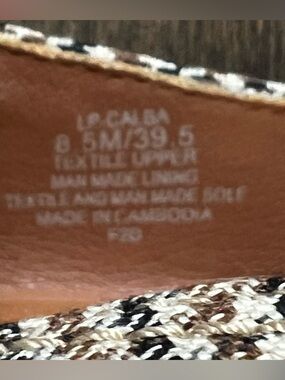 LP-CALBA
8.5M/39.5
TEXTILE UPPER
MAN MADE LINING
TEXTILE AND MAN MADE SOLE
MADE IN CAMBODIA
F20